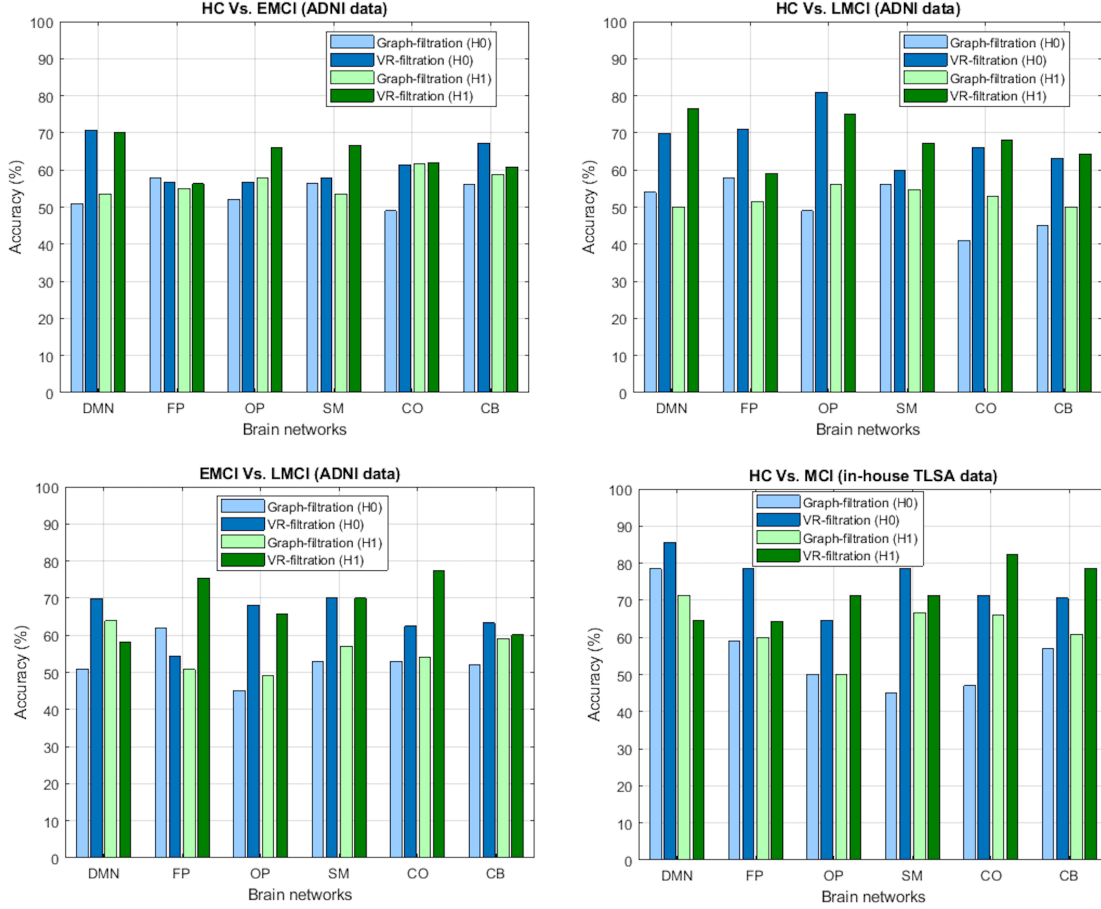 HC Vs. EMCI (ADNI data)
100
90
80
70
60
50
40
30
20
10
0
Accuracy (%)
Graph-filtration (H0)
VR-filtration (H0)
Graph-filtration (H1)
VR-filtration (H1)
DMN FP OP SM CO CB
Brain networks
HC Vs. LMCI (ADNI data)
100
90
80
70
60
50
40
30
20
10
0
Accuracy (%)
Graph-filtration (H0)
VR-filtration (H0)
Graph-filtration (H1)
VR-filtration (H1)
DMN FP OP SM CO CB
Brain networks
EMCI Vs. LMCI (ADNI data)
100
90
80
70
60
50
40
30
20
10
0
Accuracy (%)
Graph-filtration (H0)
VR-filtration (H0)
Graph-filtration (H1)
VR-filtration (H1)
DMN FP OP SM CO CB
Brain networks
HC Vs. MCI (in-house TLSA data)
100
90
80
70
60
50
40
30
20
10
0
Accuracy (%)
Graph-filtration (H0)
VR-filtration (H0)
Graph-filtration (H1)
VR-filtration (H1)
DMN FP OP SM CO CB
Brain networks